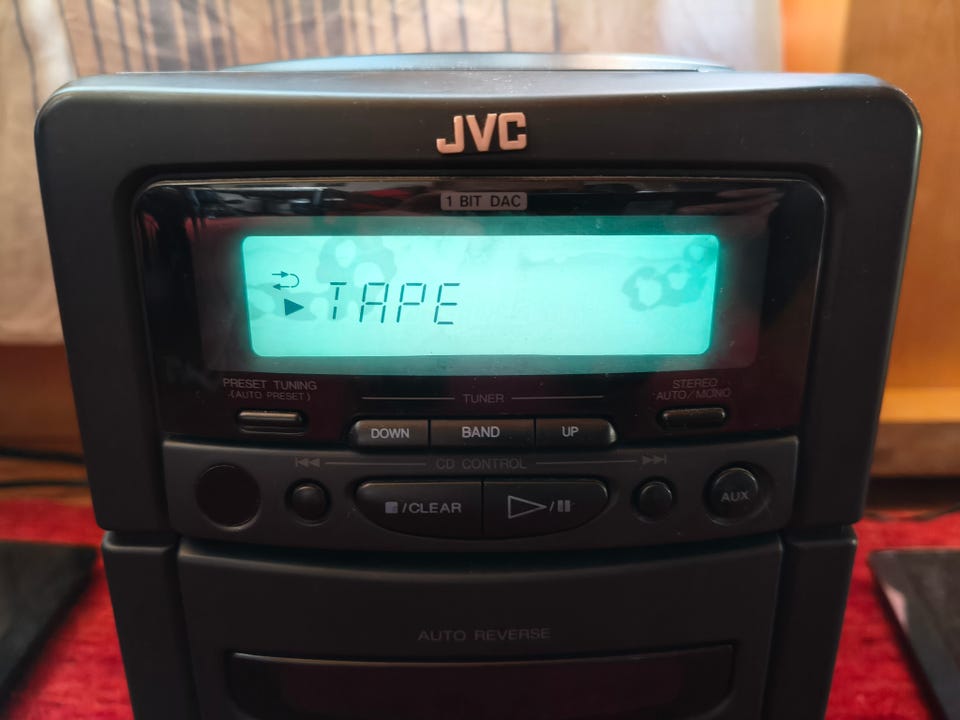 JVC
1 BIT DAC
TAPE
PRESET TUNING
(AUTO PRESET)
TUNER
STEREO
AUTO/MONO
DOWN
BAND
UP
CD CONTROL
/CLEAR
/
AUX
AUTO REVERSE